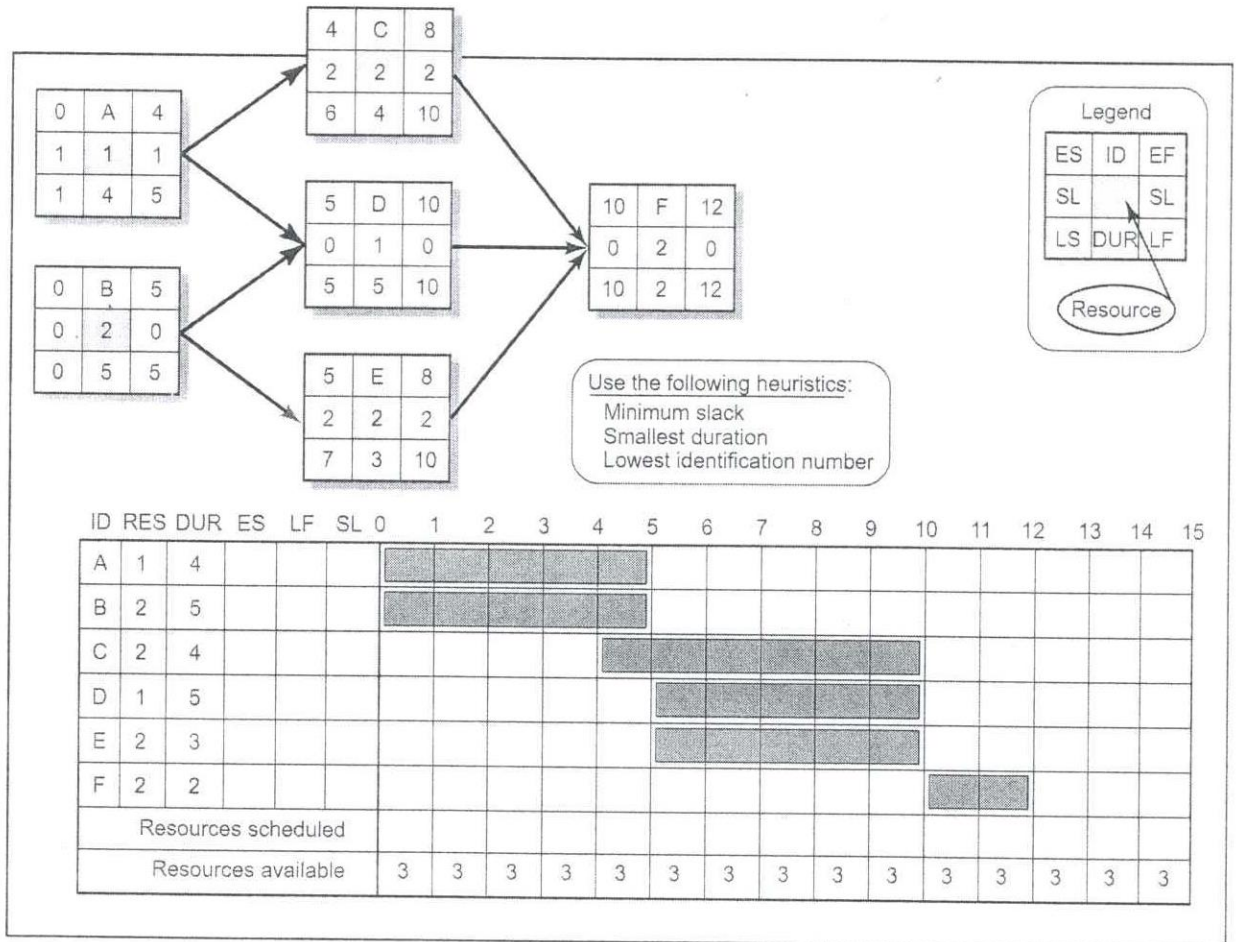 4 C 8
2 2 2
6 4 10
0 A 4
1 1 1
1 4 5
5 D 10
0 1 0
5 5 10
0 B 5
0 2 0
0 5 5
5 E 8
2 2 2
7 3 10
10 F 12
0 2 0
10 2 12
Legend
ES ID EF
SL SL
LS DUR LF
Resource
Use the following heuristics:
Minimum slack
Smallest duration
Lowest identification number
ID RES DUR ES LF SL 0 1 2 3 4 5 6 7 8 9 10 11 12 13 14 15
A 1 4
B 2 5
C 2 4
D 1 5
E 2 3
F 2 2
Resources scheduled
Resources available 3 3 3 3 3 3 3 3 3 3 3 3 3 3 3